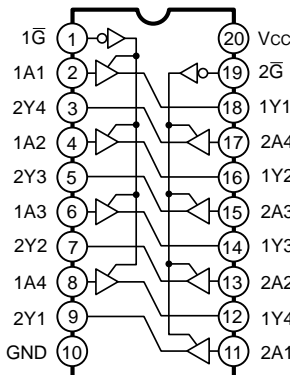 1G̅ 1 20 VCC
1A1 2 19 2G̅
2Y4 3 18 1Y1
1A2 4 17 2A4
2Y3 5 16 1Y2
1A3 6 15 2A3
2Y2 7 14 1Y3
1A4 8 13 2A2
2Y1 9 12 1Y4
GND 10 11 2A1